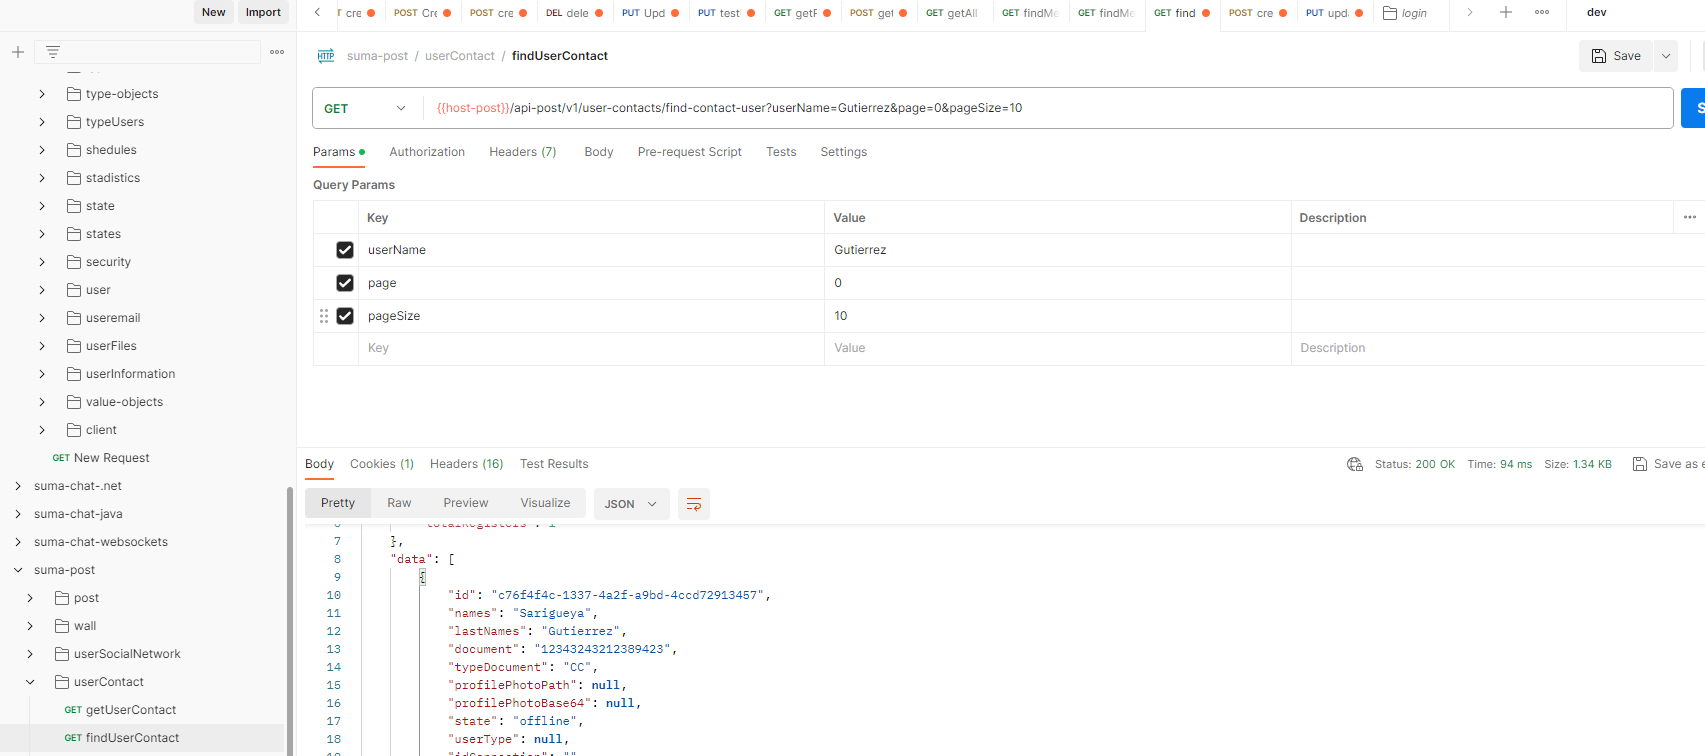 New Import
cre POST Cre POST cre DEL dele PUT Upd PUT test GET getF POST get GET getAll GET findMe GET findMe GET find POST cre PUT upd login dev
suma-post / userContact / findUserContact
Save
GET {{host-post}}/api-post/v1/user-contacts/find-contact-user?userName=Gutierrez&page=0&pageSize=10
Params Authorization Headers (7) Body Pre-request Script Tests Settings
Query Params
Key Value Description
userName Gutierrez
page 0
pageSize 10
Key Value Description
type-objects
typeUsers
shedules
stadistics
state
states
security
user
useremail
userFiles
userInformation
value-objects
client
GET New Request
suma-chat-.net
suma-chat-java
suma-chat-websockets
suma-post
post
wall
userSocialNetwork
userContact
GET getUserContact
GET findUserContact
Body Cookies (1) Headers (16) Test Results
Status: 200 OK Time: 94 ms Size: 1.34 KB Save as e
Pretty Raw Preview Visualize JSON
7 },
8 "data": [
9 {
10 "id": "c76f4f4c-1337-4a2f-a9bd-4ccd72913457",
11 "names": "Sarigueya",
12 "lastNames": "Gutierrez",
13 "document": "12343243212389423",
14 "typeDocument": "CC",
15 "profilePhotoPath": null,
16 "profilePhotoBase64": null,
17 "state": "offline",
18 "userType": null,